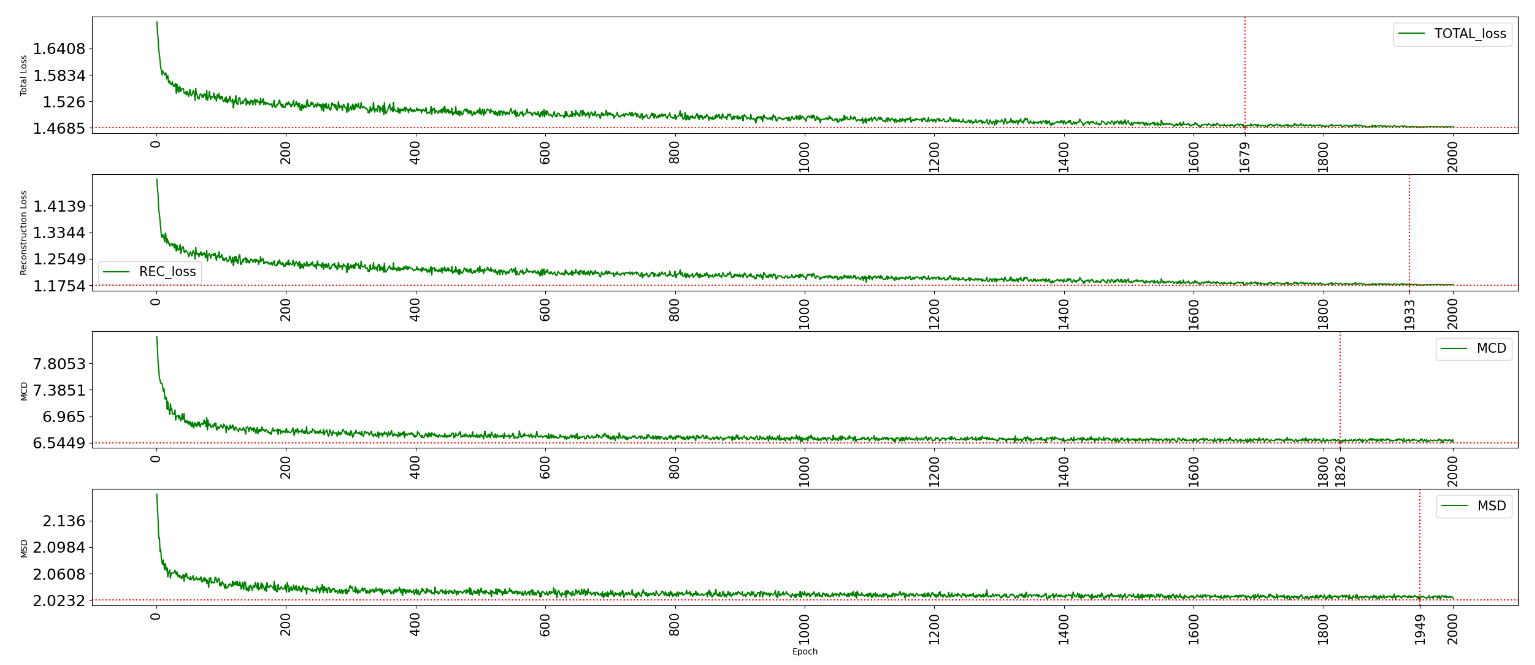 Total Loss
1.6408
1.5834
1.526
1.4685
TOTAL_loss
0 200 400 600 800 1000 1200 1400 1600 1679 1800 2000
Reconstruction Loss
1.4139
1.3344
1.2549
1.1754
REC_loss
0 200 400 600 800 1000 1200 1400 1600 1800 1933 2000
MCD
7.8053
7.3851
6.965
6.5449
MCD
0 200 400 600 800 1000 1200 1400 1600 1800 1826 2000
MSD
2.136
2.0984
2.0608
2.0232
MSD
0 200 400 600 800 1000 1200 1400 1600 1800 1949 2000
Epoch